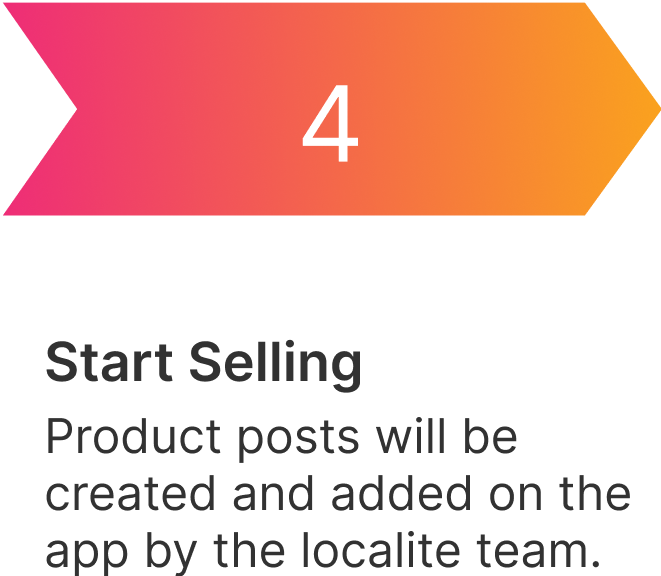 4
Start Selling
Product posts will be
created and added on the
app by the localite team.